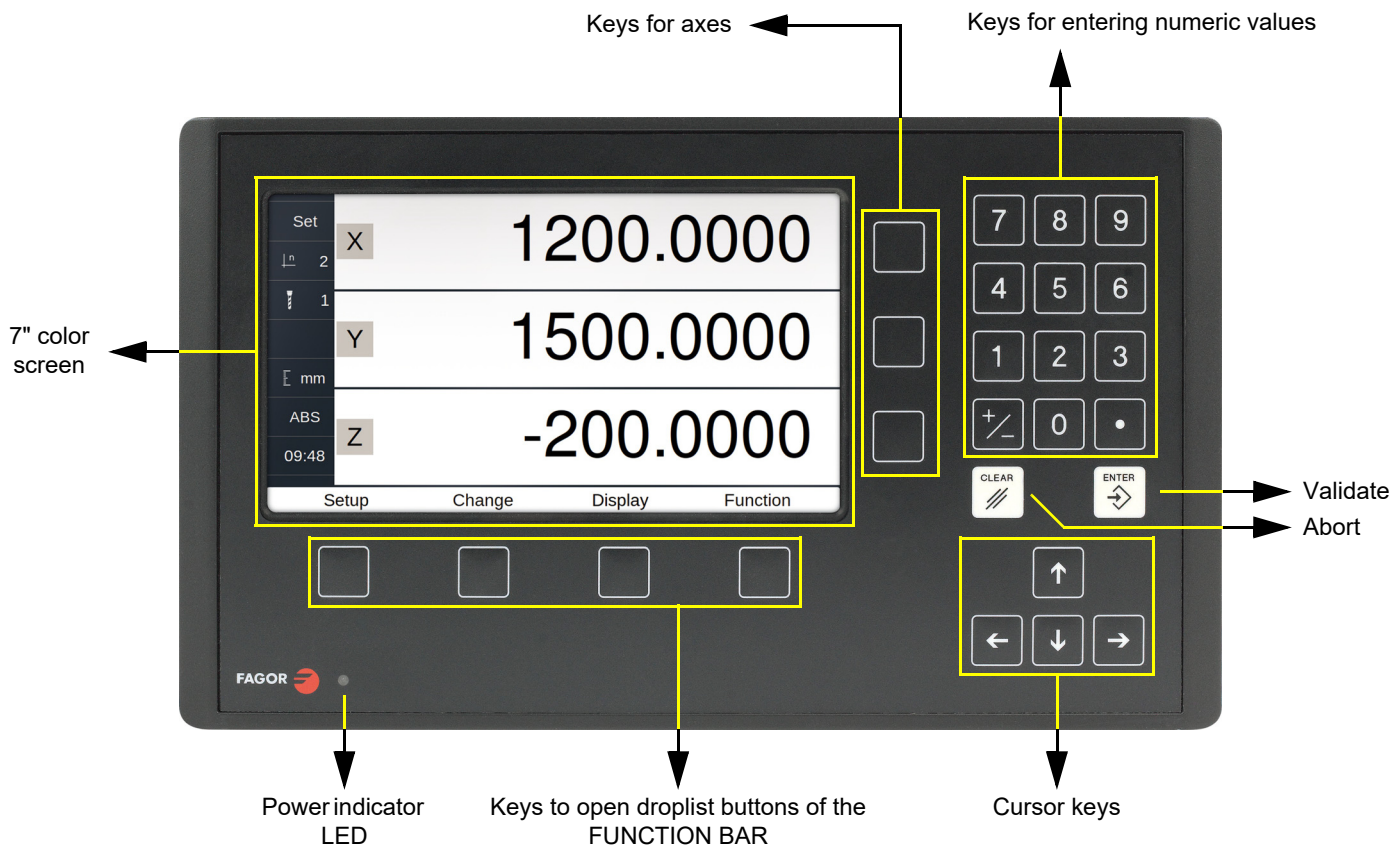 Keys for axes
Keys for entering numeric values
Set
n 2
1
mm
ABS
09:48
X 1200.0000
Y 1500.0000
Z -200.0000
Setup Change Display Function
7 8 9
4 5 6
1 2 3
+/- 0 •
CLEAR
ENTER
7" color
screen
Validate
Abort
FAGOR
Power indicator
LED
Keys to open droplist buttons of the
FUNCTION BAR
Cursor keys